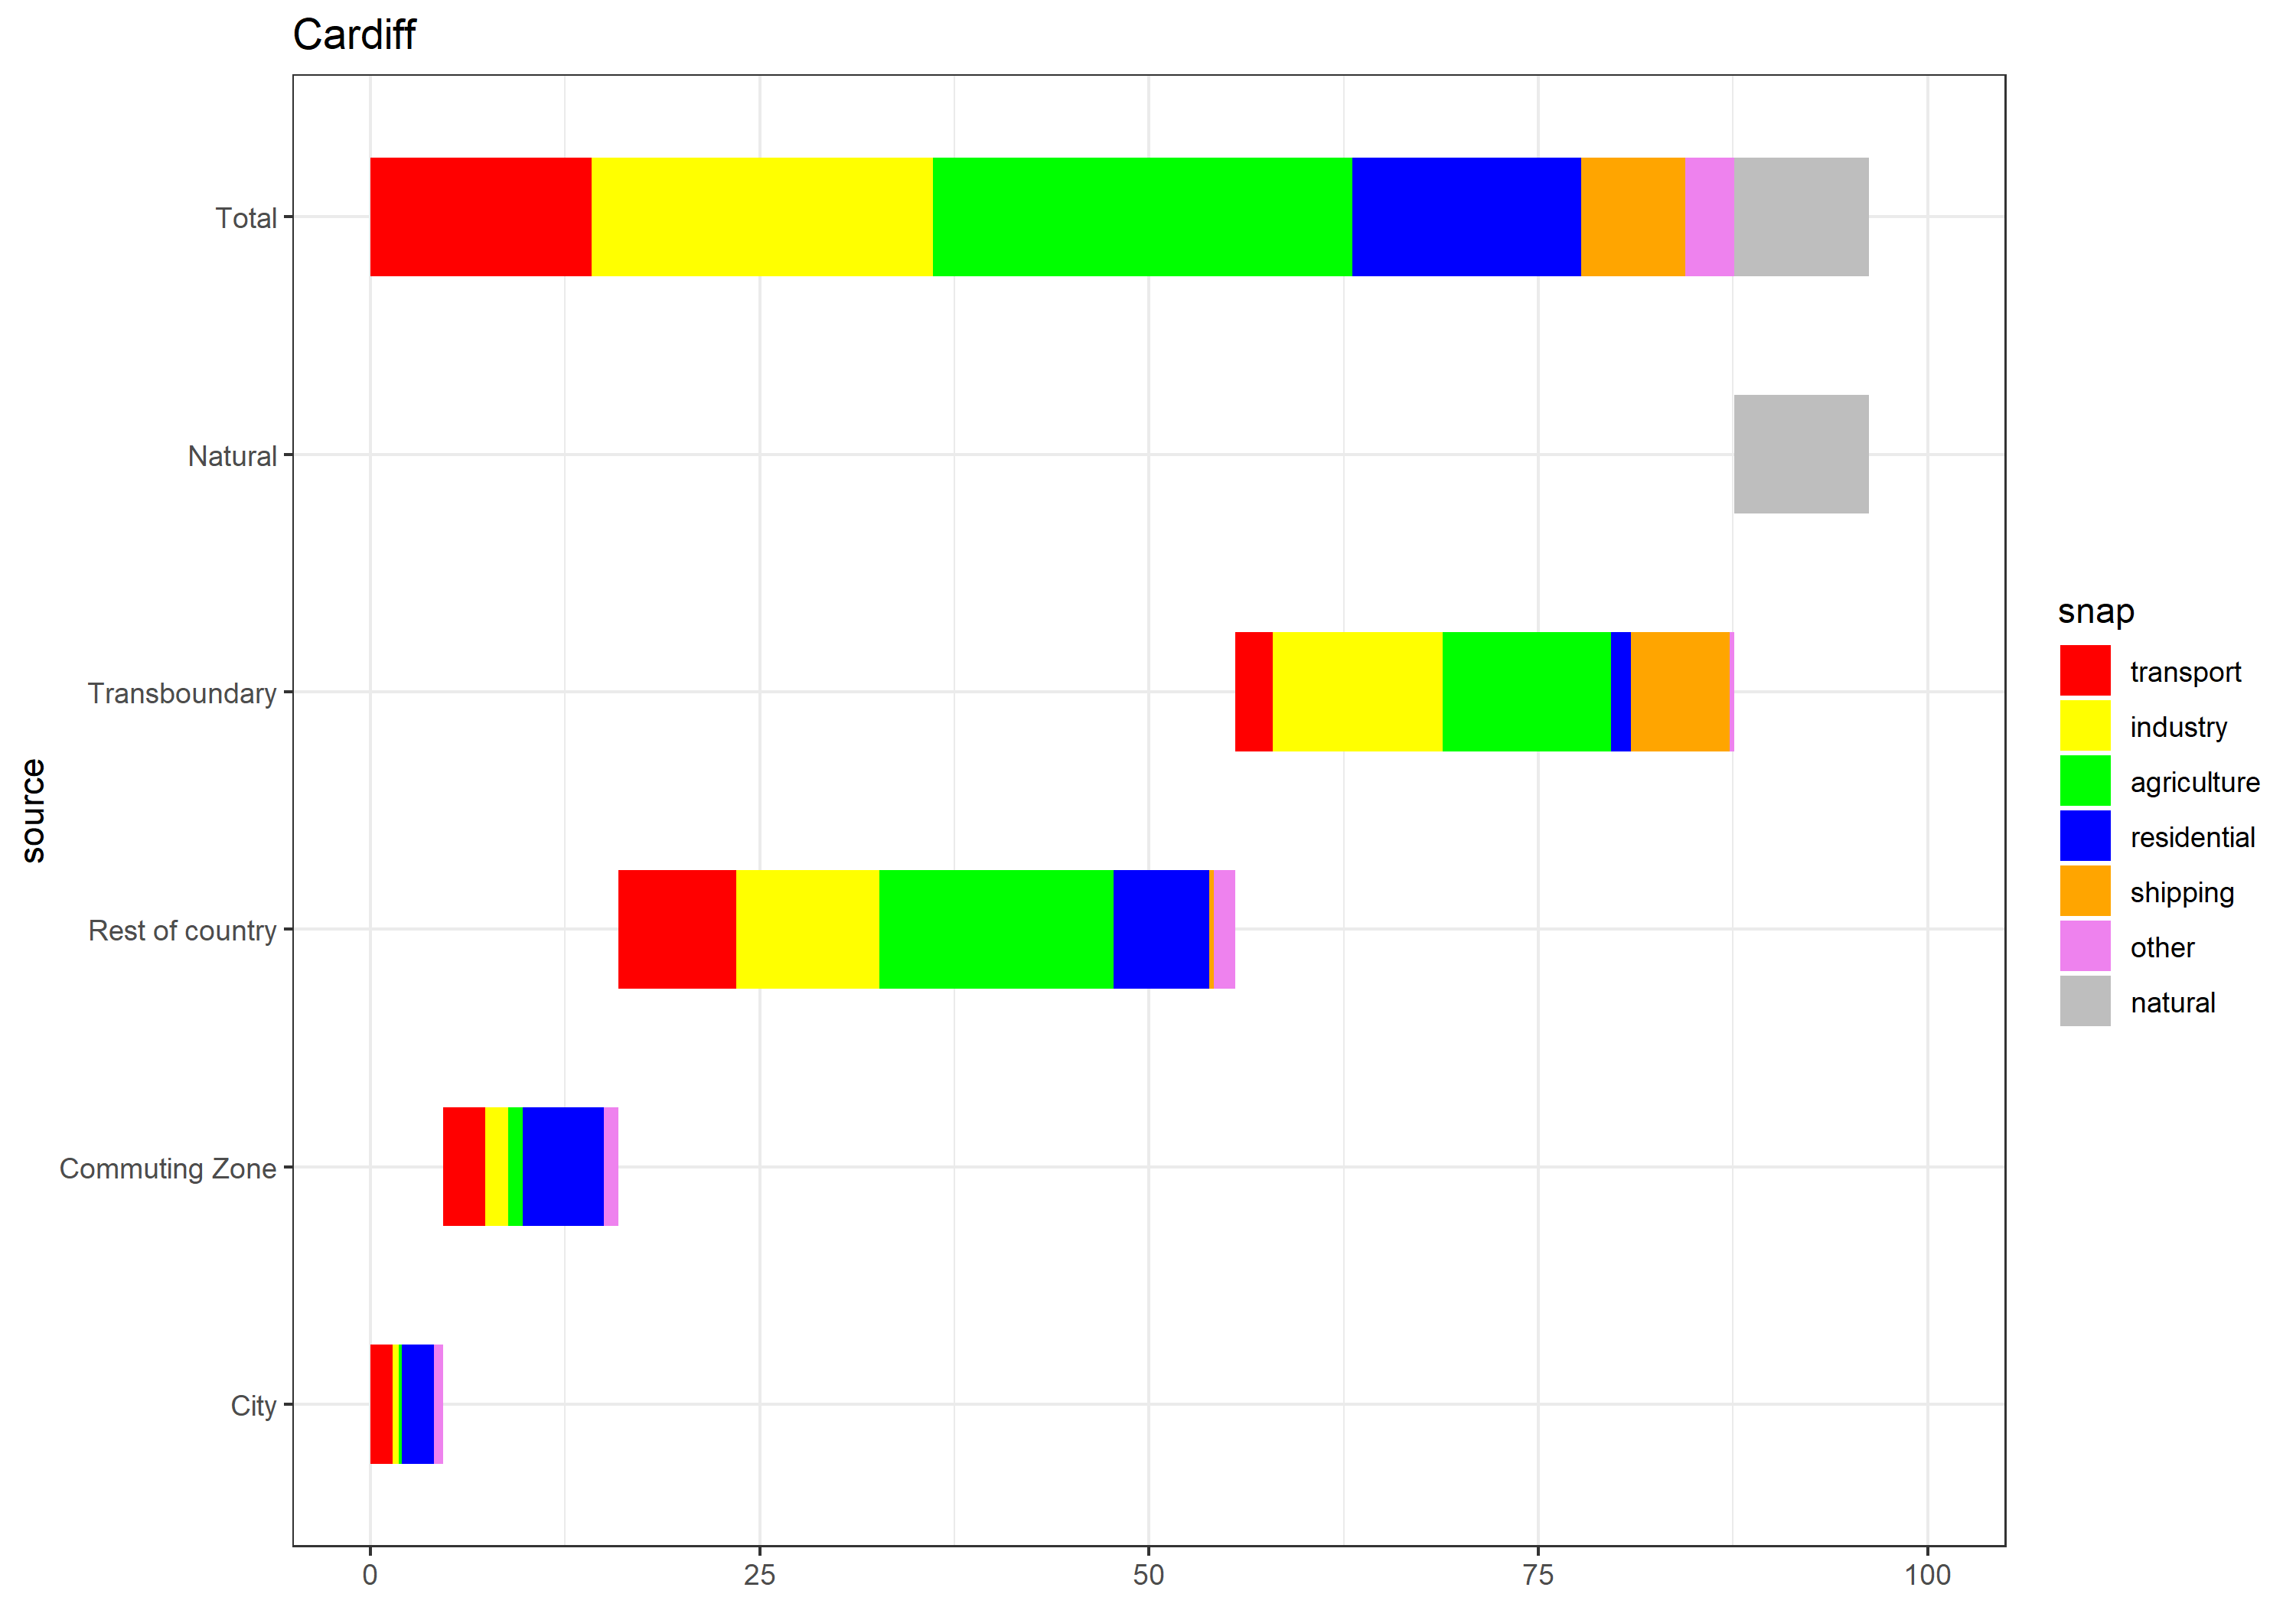 Cardiff
source
Total
Natural
Transboundary
Rest of country
Commuting Zone
City
0
25
50
75
100
snap
transport
industry
agriculture
residential
shipping
other
natural